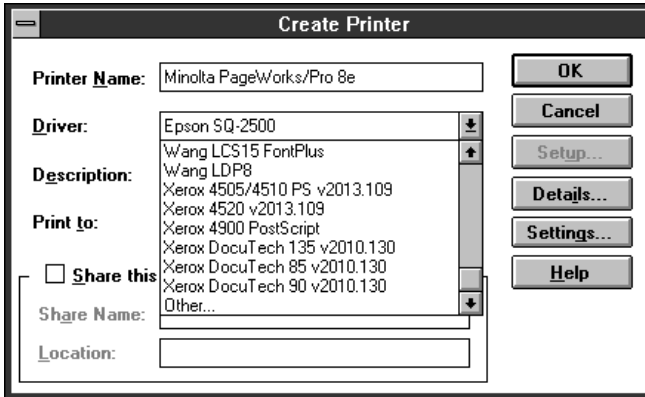 Create Printer
Printer Name: Minolta PageWorks/Pro 8e
OK
Driver: Epson SQ-2500
Cancel
Wang LCS15 FontPlus
Wang LDP8
Setup...
Description:
Xerox 4505/4510 PS v2013.109
Xerox 4520 v2013.109
Details...
Print to:
Xerox 4900 PostScript
Xerox DocuTech 135 v2010.130
Settings...
Xerox DocuTech 85 v2010.130
Share this
Xerox DocuTech 90 v2010.130
Help
Other...
Share Name:
Location: